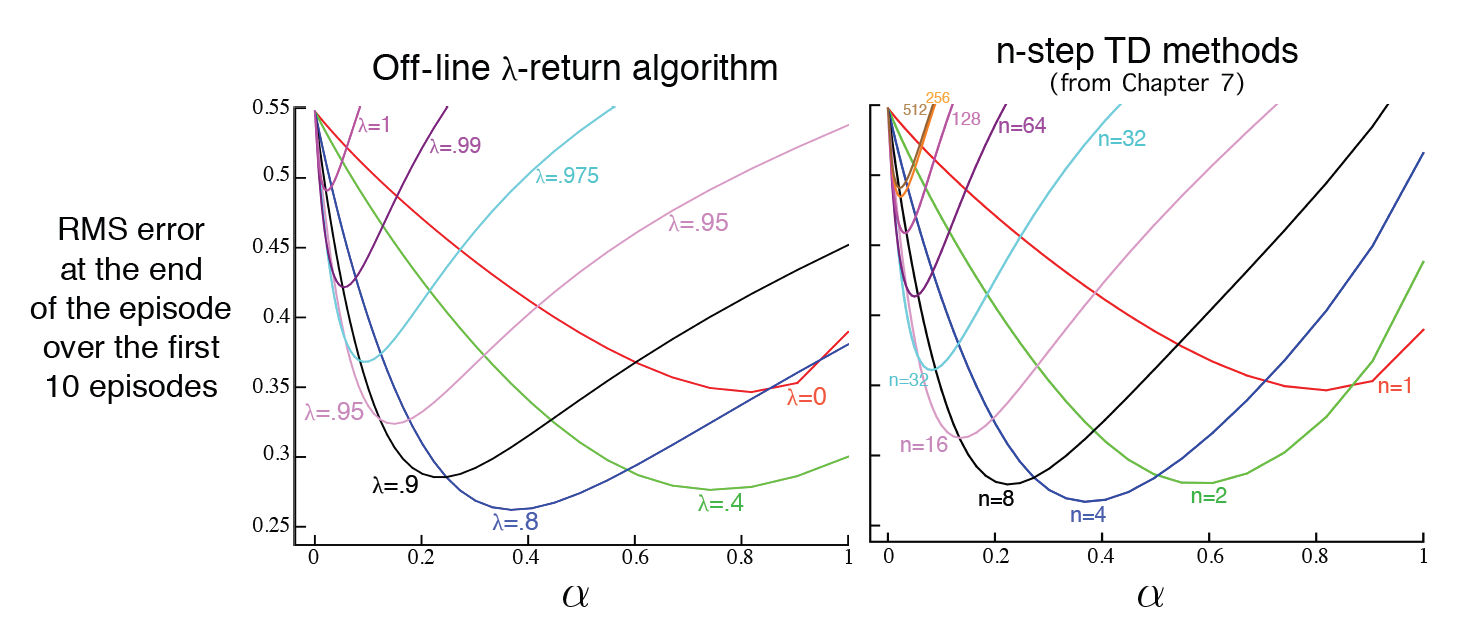 Off-line λ-return algorithm
n-step TD methods
(from Chapter 7)
RMS error
at the end
of the episode
over the first
10 episodes
0.55
0.5
0.45
0.4
0.35
0.3
0.25
λ=1
λ=.99
λ=.975
λ=.95
λ=.95
λ=0
λ=.9
λ=.4
λ=.8
0
0.2
0.4
0.6
0.8
1
α
256
512
128
n=64
n=32
n=32
n=1
n=16
n=8
n=2
n=4
0
0.2
0.4
0.6
0.8
1
α